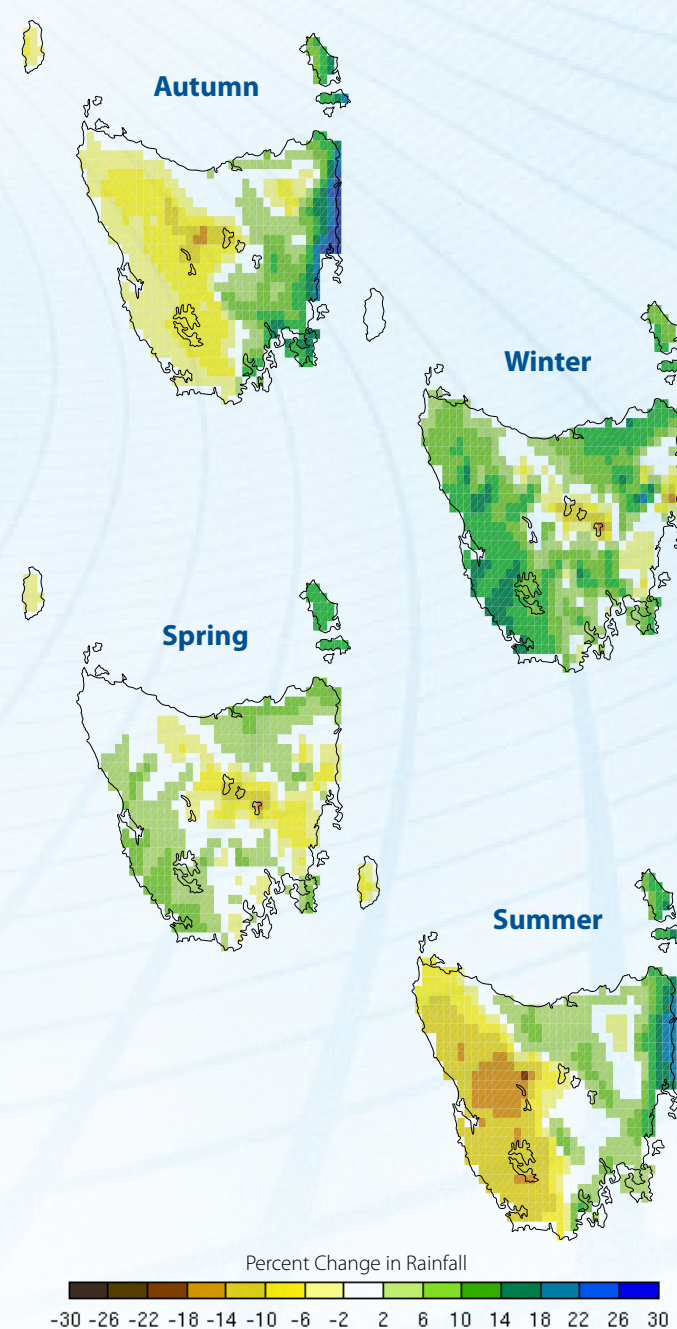 Autumn
Winter
Spring
Summer
Percent Change in Rainfall
-30 -26 -22 -18 -14 -10 -6 -2 2 6 10 14 18 22 26 30